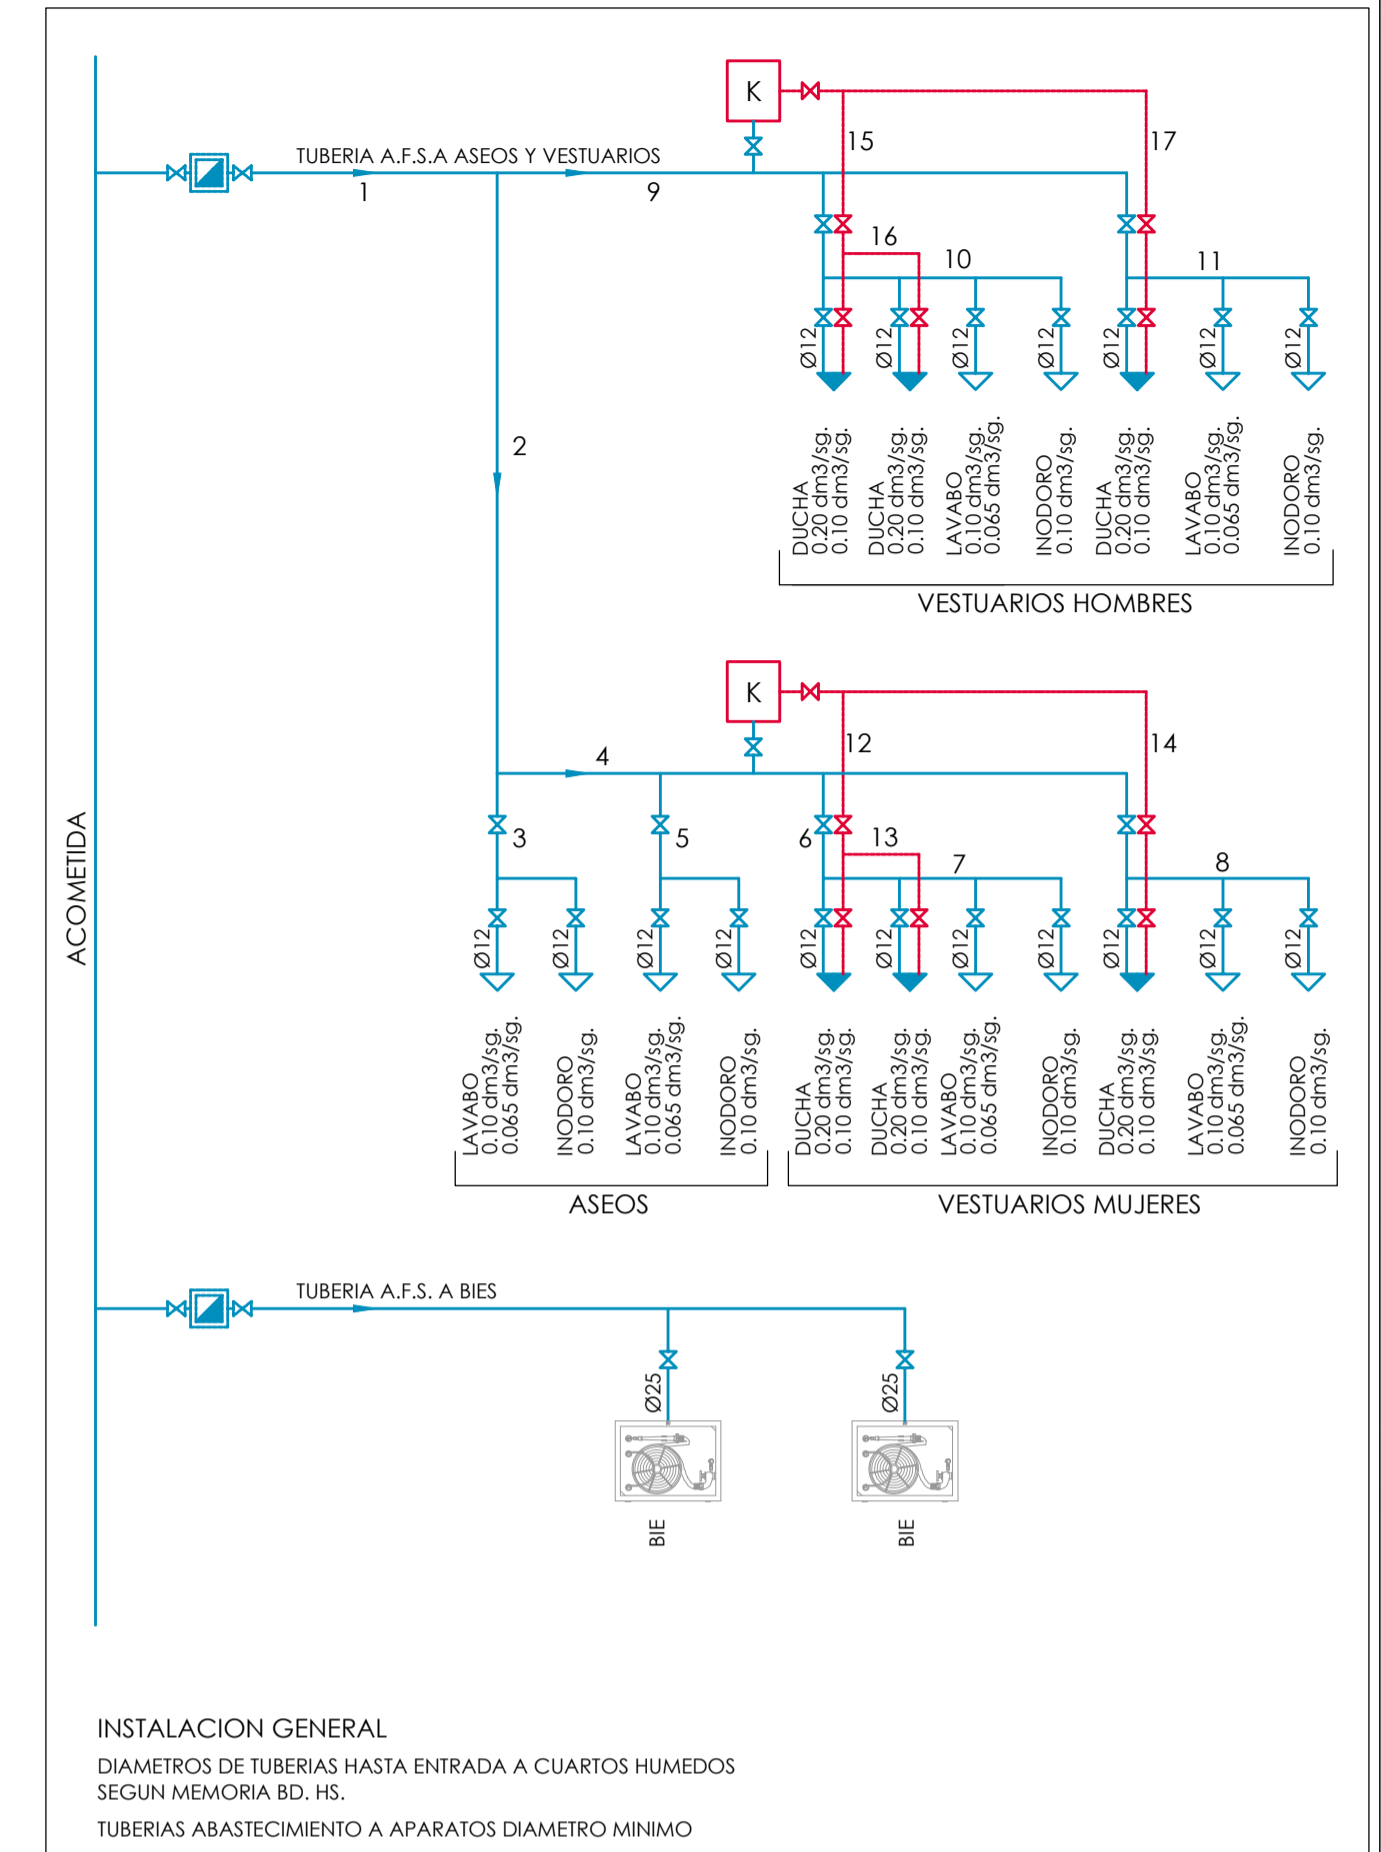 K
15
17
TUBERIA A.F.S.A ASEOS Y VESTUARIOS
1
9
16
10
11
Ø12
Ø12
Ø12
Ø12
Ø12
Ø12
Ø12
2
DUCHA
0.20 dm3/sg.
0.10 dm3/sg.
DUCHA
0.20 dm3/sg.
0.10 dm3/sg.
LAVABO
0.10 dm3/sg.
0.065 dm3/sg.
INODORO
0.10 dm3/sg.
DUCHA
0.20 dm3/sg.
0.10 dm3/sg.
LAVABO
0.10 dm3/sg.
0.065 dm3/sg.
INODORO
0.10 dm3/sg.
VESTUARIOS HOMBRES
K
12
14
4
ACOMETIDA
3
5
6
13
7
8
Ø12
Ø12
Ø12
Ø12
Ø12
Ø12
Ø12
Ø12
Ø12
Ø12
Ø12
LAVABO
0.10 dm3/sg.
0.065 dm3/sg.
INODORO
0.10 dm3/sg.
LAVABO
0.10 dm3/sg.
0.065 dm3/sg.
INODORO
0.10 dm3/sg.
DUCHA
0.20 dm3/sg.
0.10 dm3/sg.
DUCHA
0.20 dm3/sg.
0.10 dm3/sg.
LAVABO
0.10 dm3/sg.
0.065 dm3/sg.
INODORO
0.10 dm3/sg.
DUCHA
0.20 dm3/sg.
0.10 dm3/sg.
LAVABO
0.10 dm3/sg.
0.065 dm3/sg.
INODORO
0.10 dm3/sg.
ASEOS
VESTUARIOS MUJERES
TUBERIA A.F.S. A BIES
Ø25
Ø25
BIE
BIE
INSTALACION GENERAL
DIAMETROS DE TUBERIAS HASTA ENTRADA A CUARTOS HUMEDOS
SEGUN MEMORIA BD. HS.
TUBERIAS ABASTECIMIENTO A APARATOS DIAMETRO MINIMO